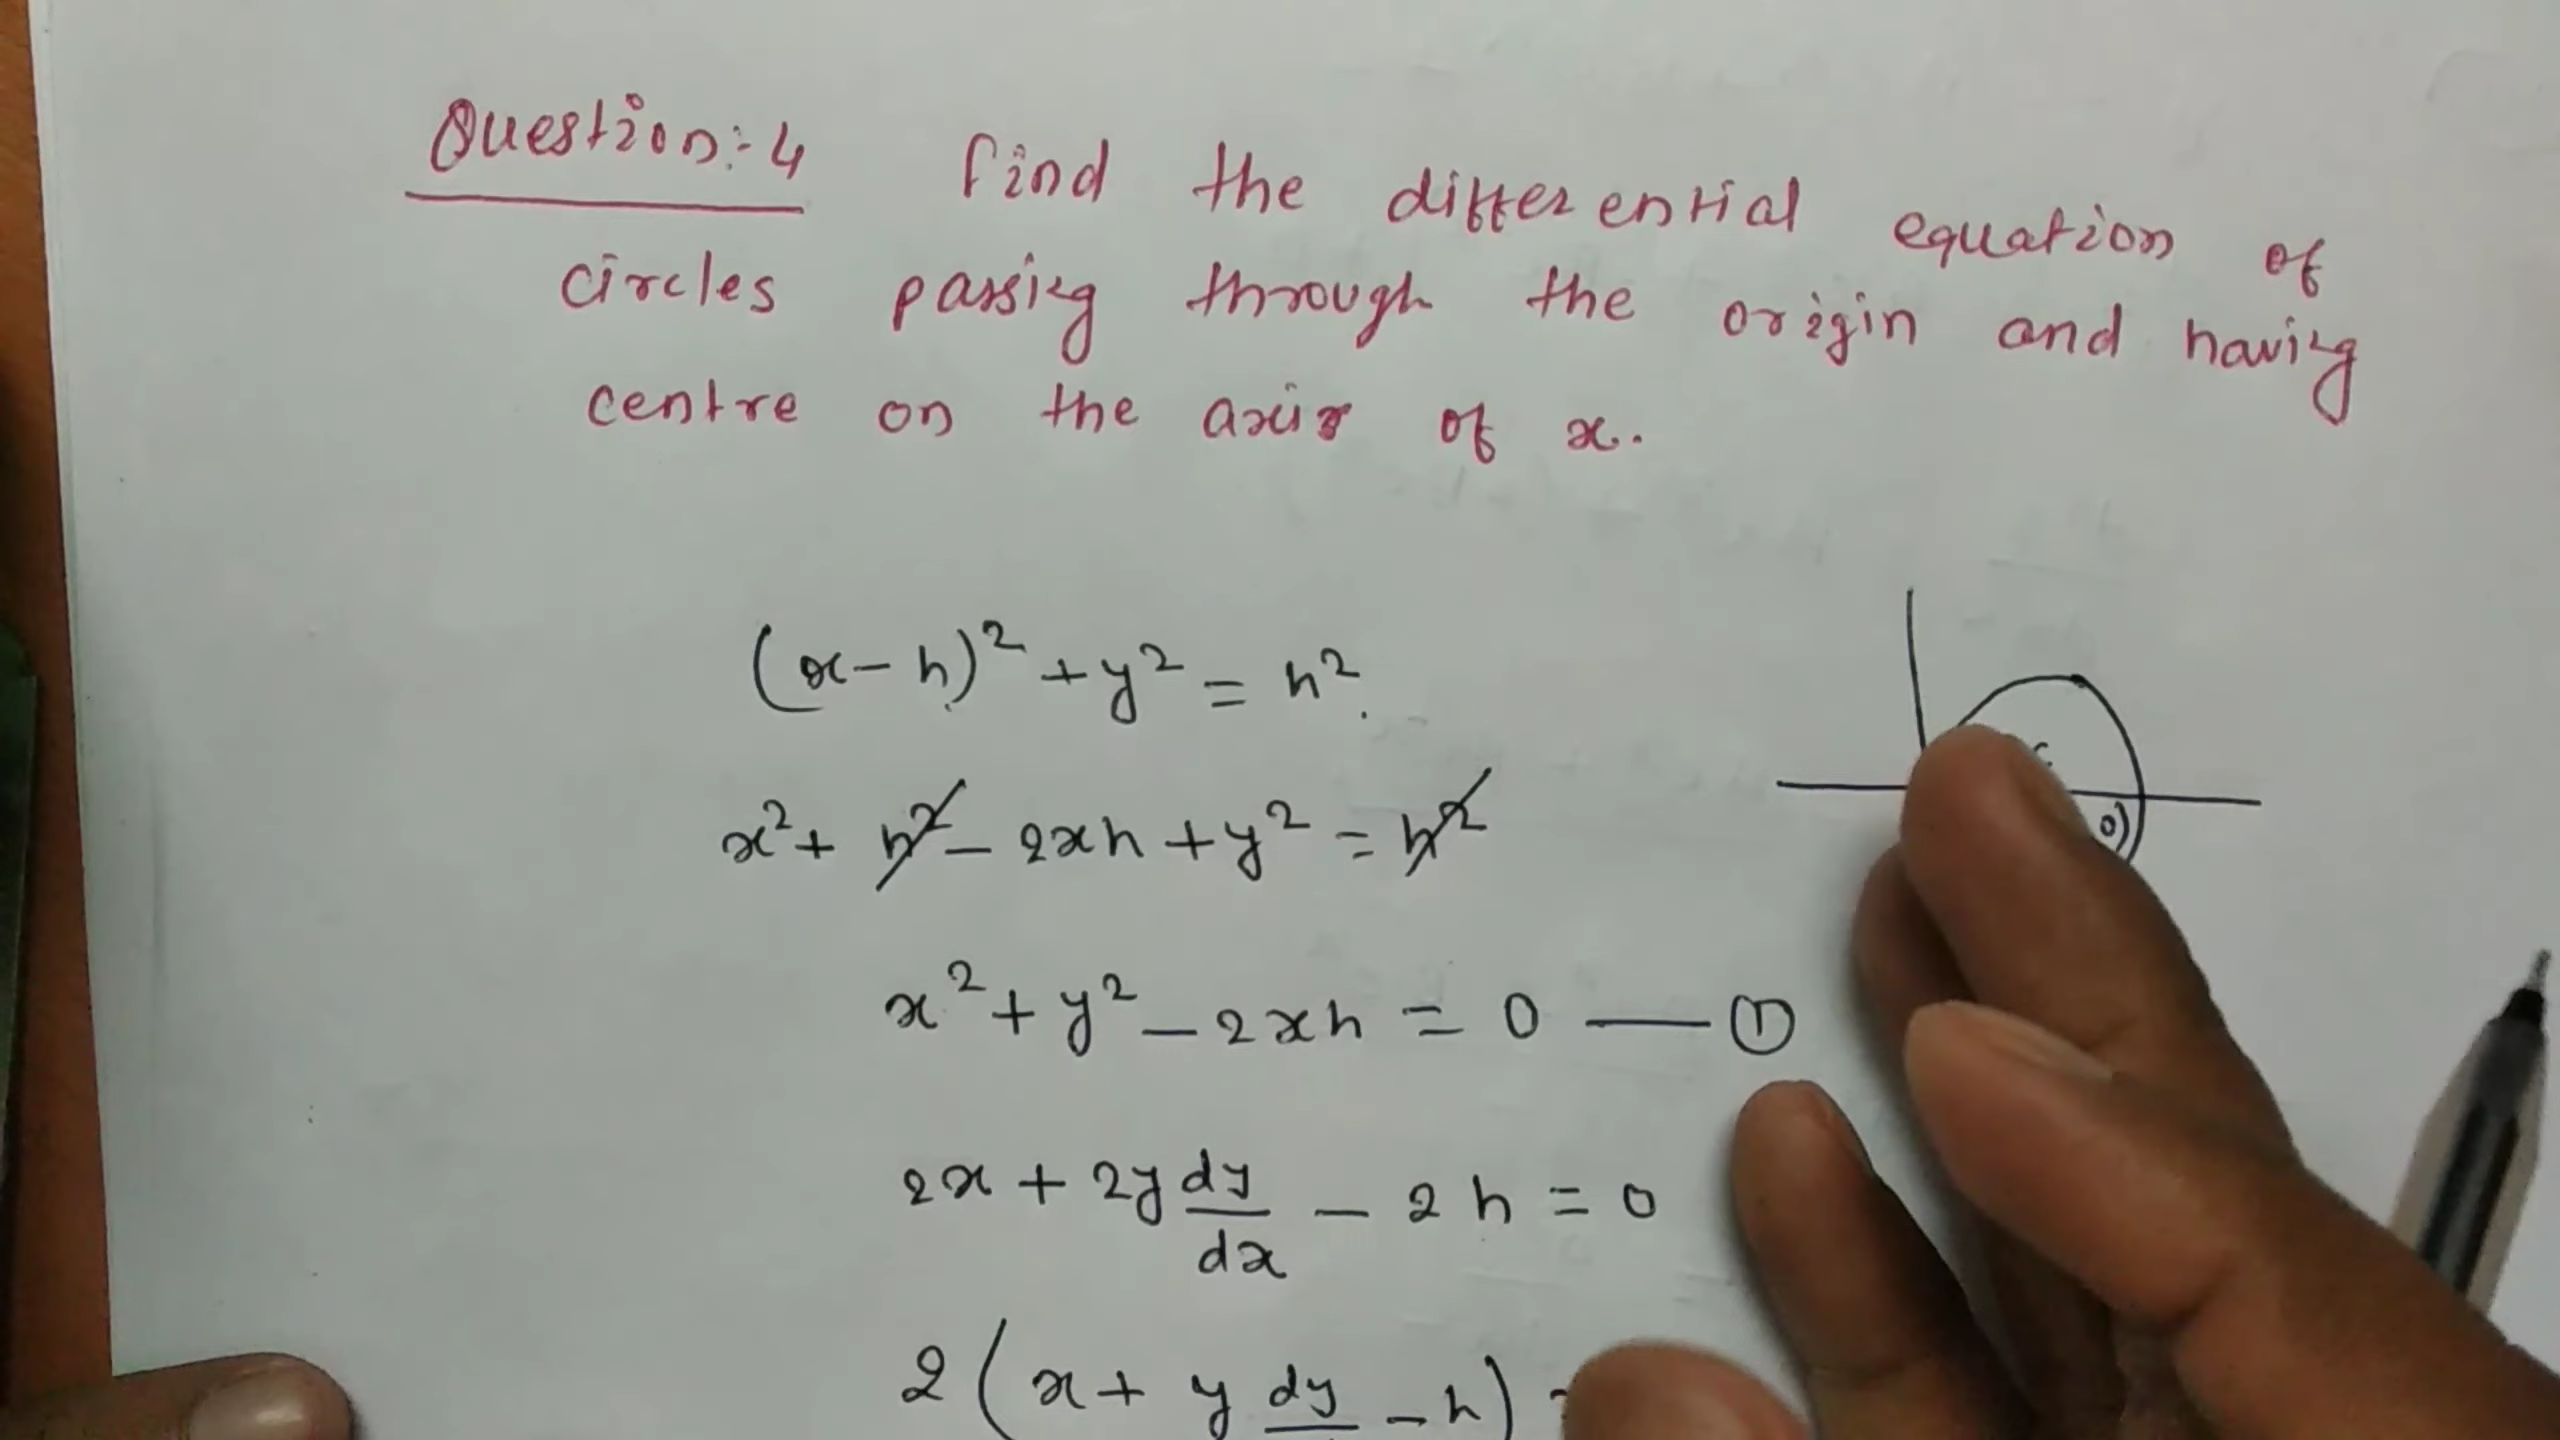 Question:-4 Find the differential equation of
circles passing through the origin and having
centre on the axis of x.
(x-h)² + y² = h².
x² + h² - 2xh + y² = h²
x² + y² - 2xh = 0 — ①
2x + 2y dy/dx - 2h = 0
2(x + y dy - h)
0)